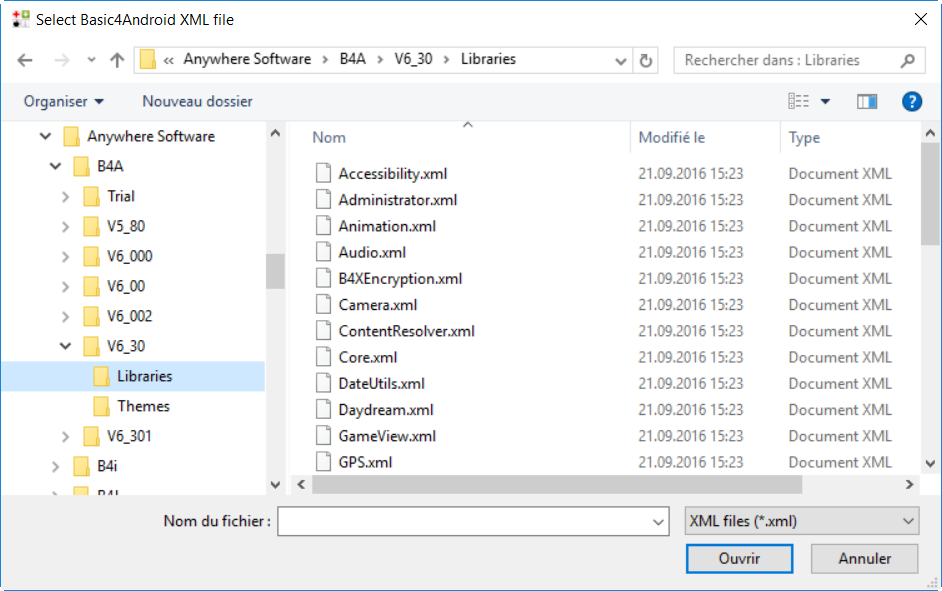 Select Basic4Android XML file
« Anywhere Software › B4A › V6_30 › Libraries
Rechercher dans : Libraries
Organiser
Nouveau dossier
?
Anywhere Software
B4A
Trial
V5_80
V6_000
V6_00
V6_002
V6_30
Libraries
Themes
V6_301
B4i
Nom Modifié le Type
Accessibility.xml 21.09.2016 15:23 Document XML
Administrator.xml 21.09.2016 15:23 Document XML
Animation.xml 21.09.2016 15:23 Document XML
Audio.xml 21.09.2016 15:23 Document XML
B4XEncryption.xml 21.09.2016 15:23 Document XML
Camera.xml 21.09.2016 15:23 Document XML
ContentResolver.xml 21.09.2016 15:23 Document XML
Core.xml 21.09.2016 15:23 Document XML
DateUtils.xml 21.09.2016 15:23 Document XML
Daydream.xml 21.09.2016 15:23 Document XML
GameView.xml 21.09.2016 15:23 Document XML
GPS.xml 21.09.2016 15:23 Document XML
Nom du fichier :
XML files (*.xml)
Ouvrir
Annuler